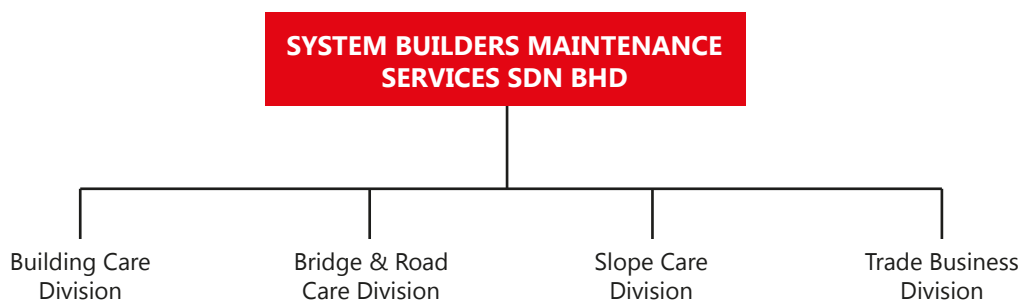 SYSTEM BUILDERS MAINTENANCE
SERVICES SDN BHD
Building Care
Division
Bridge & Road
Care Division
Slope Care
Division
Trade Business
Division